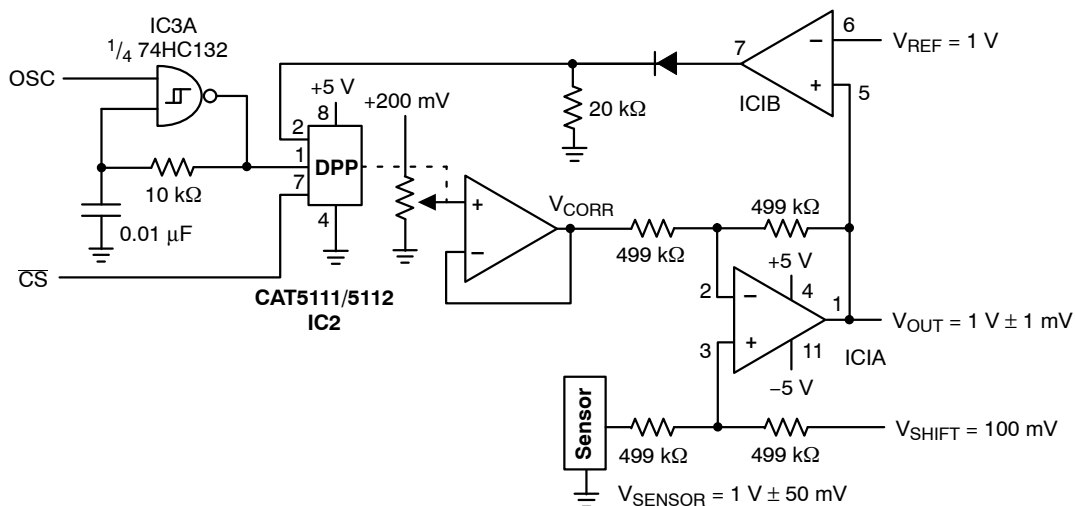 IC3A
1/4 74HC132
OSC
+5 V
8
+200 mV
2
1
7
DPP
4
10 kΩ
0.01 μF
CS
CAT5111/5112
IC2
20 kΩ
7
6
5
ICIB
VREF = 1 V
+
−
VCORR
499 kΩ
499 kΩ
+5 V
2
4
1
3
11
−5 V
ICIA
VOUT = 1 V ± 1 mV
Sensor
499 kΩ
499 kΩ
VSHIFT = 100 mV
VSENSOR = 1 V ± 50 mV